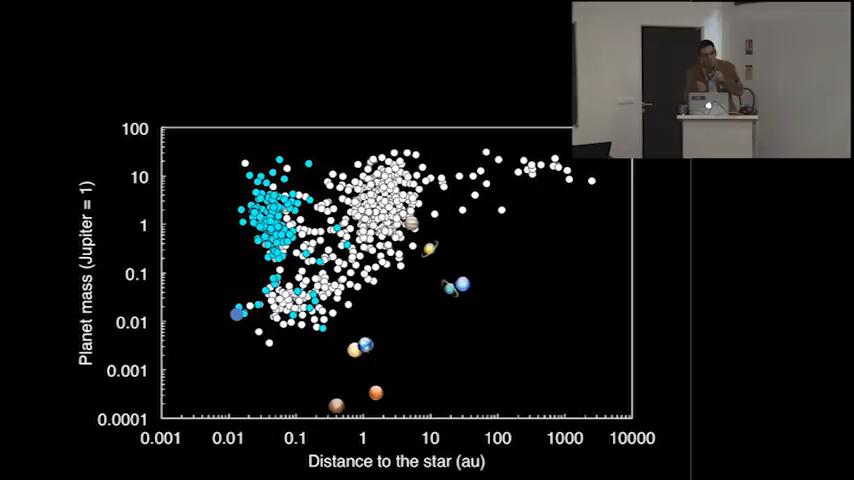 100
10
1
0.1
0.01
0.001
0.0001
Planet mass (Jupiter = 1)
0.001 0.01 0.1 1 10 100 1000 10000
Distance to the star (au)